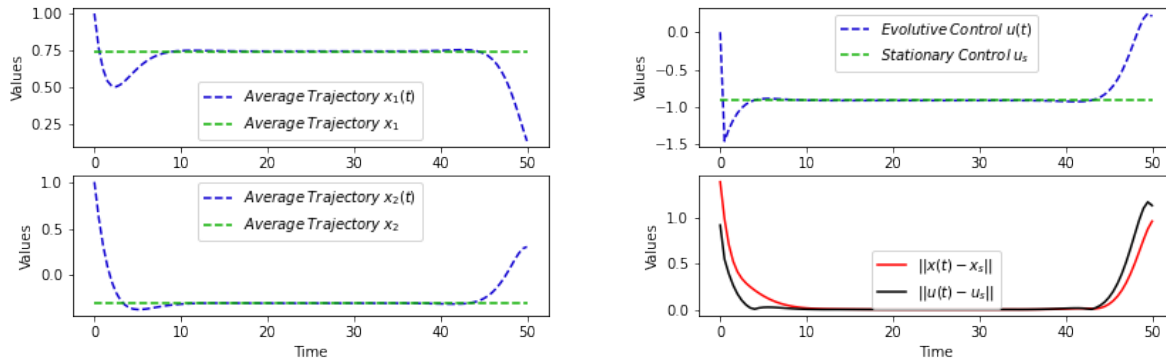 1.00
0.75
0.50
0.25
Values
Average Trajectory x₁(t)
Average Trajectory x₁
0 10 20 30 40 50
1.0
0.0
Values
Average Trajectory x₂(t)
Average Trajectory x₂
0 10 20 30 40 50
Time
0.0
−0.5
−1.0
−1.5
Values
Evolutive Control u(t)
Stationary Control uₛ
0 10 20 30 40 50
1.0
0.5
0.0
Values
||x(t) − xₛ||
||u(t) − uₛ||
0 10 20 30 40 50
Time